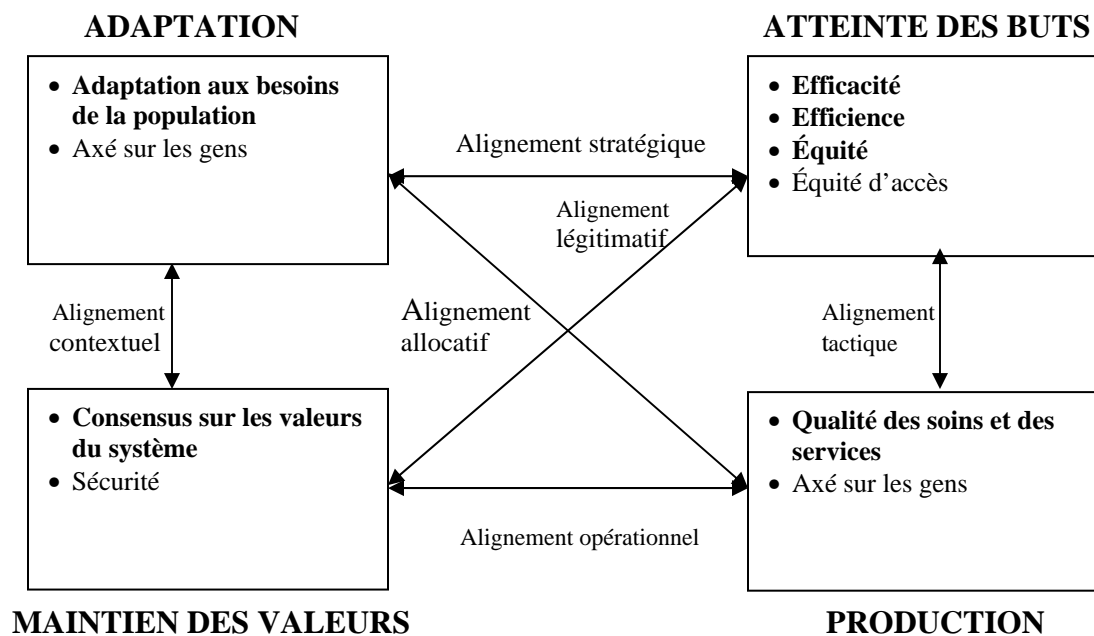 ADAPTATION
ATTEINTE DES BUTS
• Adaptation aux besoins
de la population
• Axé sur les gens
Alignement stratégique
• Efficacité
• Efficience
• Équité
• Équité d’accès
Alignement
légitimatif
Alignement
contextuel
Alignement
allocatif
Alignement
tactique
• Consensus sur les valeurs
du système
• Sécurité
• Qualité des soins et des
services
• Axé sur les gens
Alignement opérationnel
MAINTIEN DES VALEURS
PRODUCTION